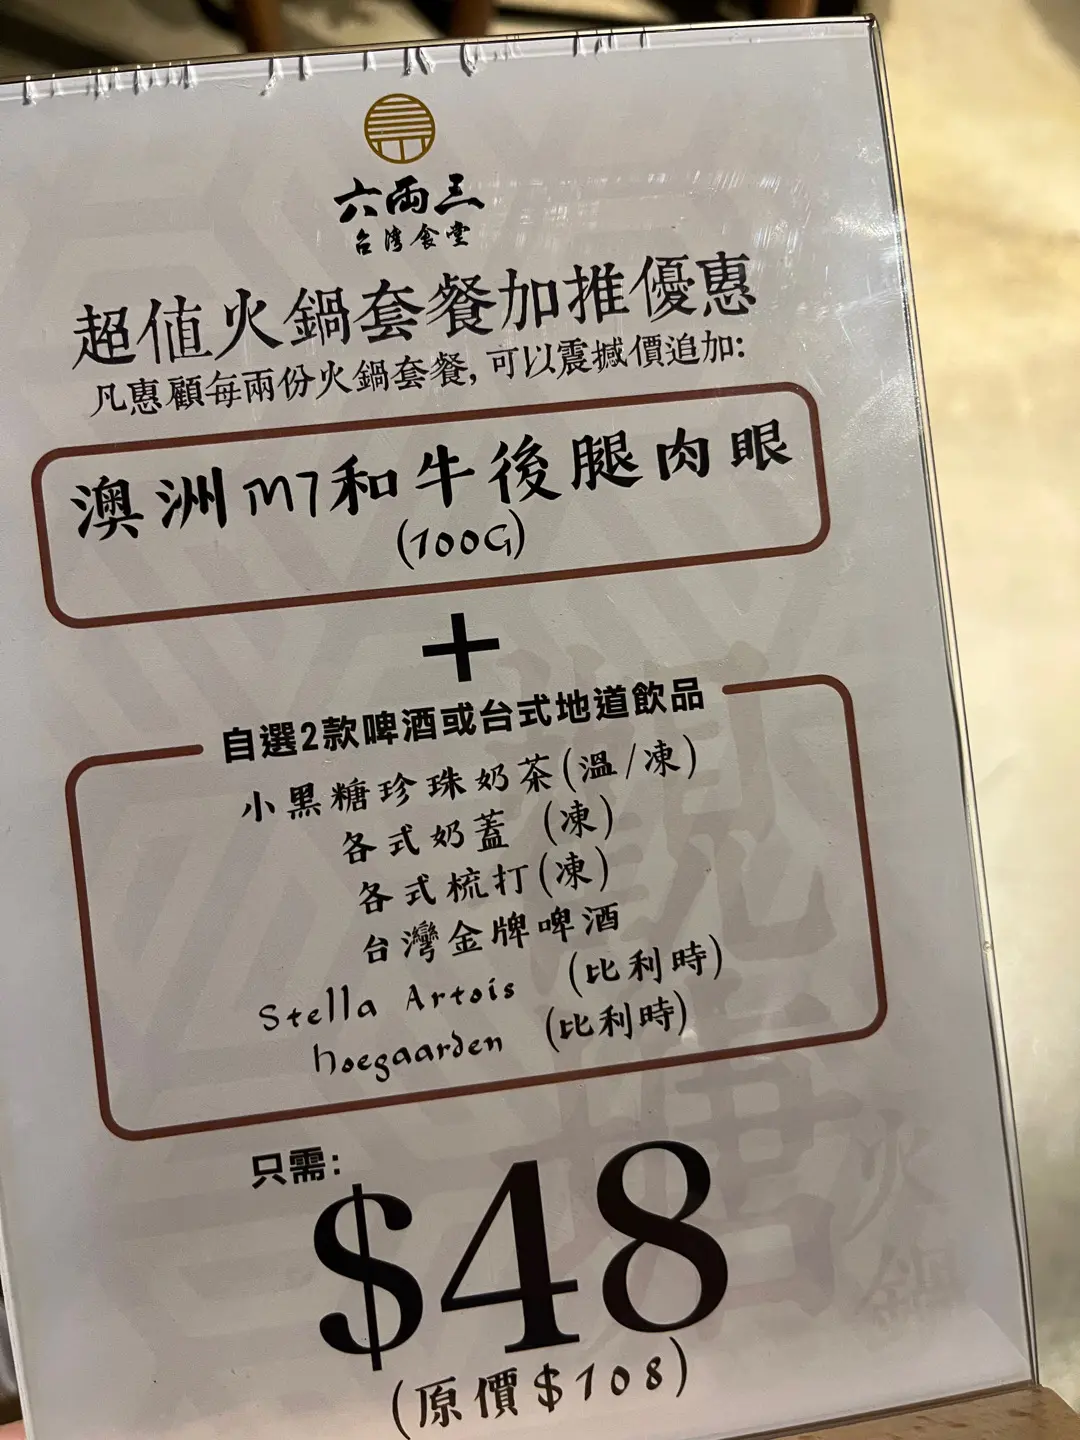 六両三
台灣食堂
超值火鍋套餐加推優惠
凡惠顧每兩份火鍋套餐, 可以震撼價追加:
澳洲M7和牛後腿肉眼
(100G)
+
自選2款啤酒或台式地道飲品
小黑糖珍珠奶茶(溫/凍)
各式奶蓋 (凍)
各式梳打(凍)
台灣金牌啤酒
Stella Artois (比利時)
hoegaarden (比利時)
只需:
$48
(原價$108)
火鍋